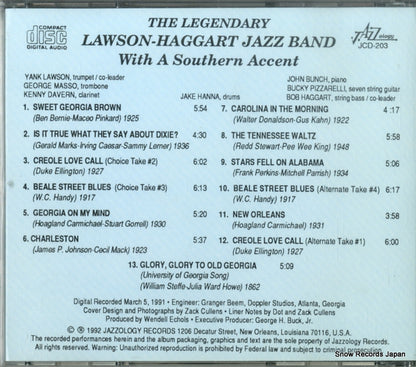 COMPACT
disc
DIGITAL AUDIO
THE LEGENDARY
LAWSON-HAGGART JAZZ BAND
With A Southern Accent
JAZZology
JCD-203
YANK LAWSON, trumpet / co-leader
GEORGE MASSO, trombone
KENNY DAVERN, clarinet
JAKE HANNA, drums
JOHN BUNCH, piano
BUCKY PIZZARELLI, seven string guitar
BOB HAGGART, string bass / co-leader
1. SWEET GEORGIA BROWN 5:54
(Ben Bernie-Maceo Pinkard) 1925
2. IS IT TRUE WHAT THEY SAY ABOUT DIXIE? 4:30
(Gerald Marks-Irving Caesar-Sammy Lerner) 1936
3. CREOLE LOVE CALL (Choice Take #2) 6:02
(Duke Ellington) 1927
4. BEALE STREET BLUES (Choice Take #3) 6:13
(W.C. Handy) 1917
5. GEORGIA ON MY MIND 5:20
(Hoagland Carmichael-Stuart Gorrell) 1930
6. CHARLESTON 5:37
(James P. Johnson-Cecil Mack) 1923
7. CAROLINA IN THE MORNING 4:17
(Walter Donaldson-Gus Kahn) 1922
8. THE TENNESSEE WALTZ 5:58
(Redd Stewart-Pee Wee King) 1948
9. STARS FELL ON ALABAMA 5:06
(Frank Perkins-Mitchell Parrish) 1934
10. BEALE STREET BLUES (Alternate Take #4) 6:17
(W.C. Handy) 1917
11. NEW ORLEANS 5:58
(Hoagland Carmichael) 1931
12. CREOLE LOVE CALL (Alternate Take #1) 6:00
(Duke Ellington) 1927
13. GLORY, GLORY TO OLD GEORGIA 5:09
(University of Georgia Song)
(William Steffe-Julia Ward Howe) 1862
Digital Recorded March 5, 1991 • Engineer: Granger Beem, Doppler Studios, Atlanta, Georgia
Cover Design and Photographs by Zack Cullens • Liner Notes by Dot and Zack Cullens
Produced by Wendell Echols • Executive Producer: George H. Buck, Jr.
© ℗ 1992 JAZZOLOGY RECORDS 1206 Decatur Street, New Orleans, Louisiana 70116, U.S.A.
The recorded performances herein and the album packaging, graphics and text are the sole property of Jazzology Records.
All rights reserved. Warning: Unauthorized reproduction is prohibited by Federal law and subject to criminal prosecution.
Snow Records Japan